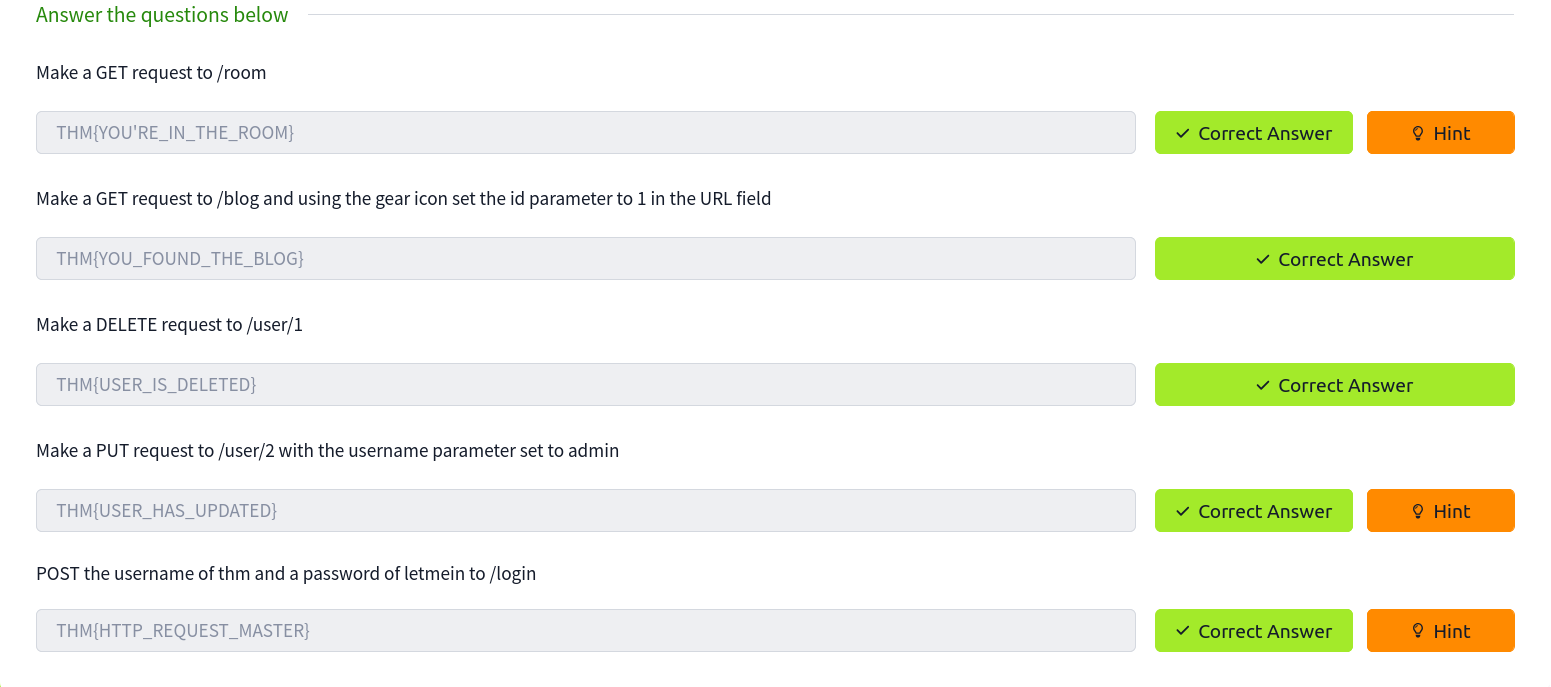 Answer the questions below
Make a GET request to /room
THM{YOU'RE_IN_THE_ROOM}
Correct Answer
Hint
Make a GET request to /blog and using the gear icon set the id parameter to 1 in the URL field
THM{YOU_FOUND_THE_BLOG}
Correct Answer
Make a DELETE request to /user/1
THM{USER_IS_DELETED}
Correct Answer
Make a PUT request to /user/2 with the username parameter set to admin
THM{USER_HAS_UPDATED}
Correct Answer
Hint
POST the username of thm and a password of letmein to /login
THM{HTTP_REQUEST_MASTER}
Correct Answer
Hint